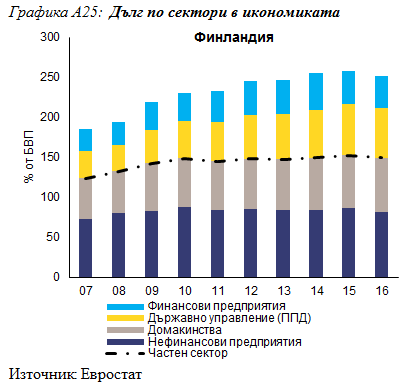 Графика А25: Дълг по сектори в икономиката
Финландия
% от БВП
300
250
200
150
100
50
0
07 08 09 10 11 12 13 14 15 16
Финансови предприятия
Държавно управление (ППД)
Домакинства
Нефинансови предприятия
Частен сектор
Източник: Евростат